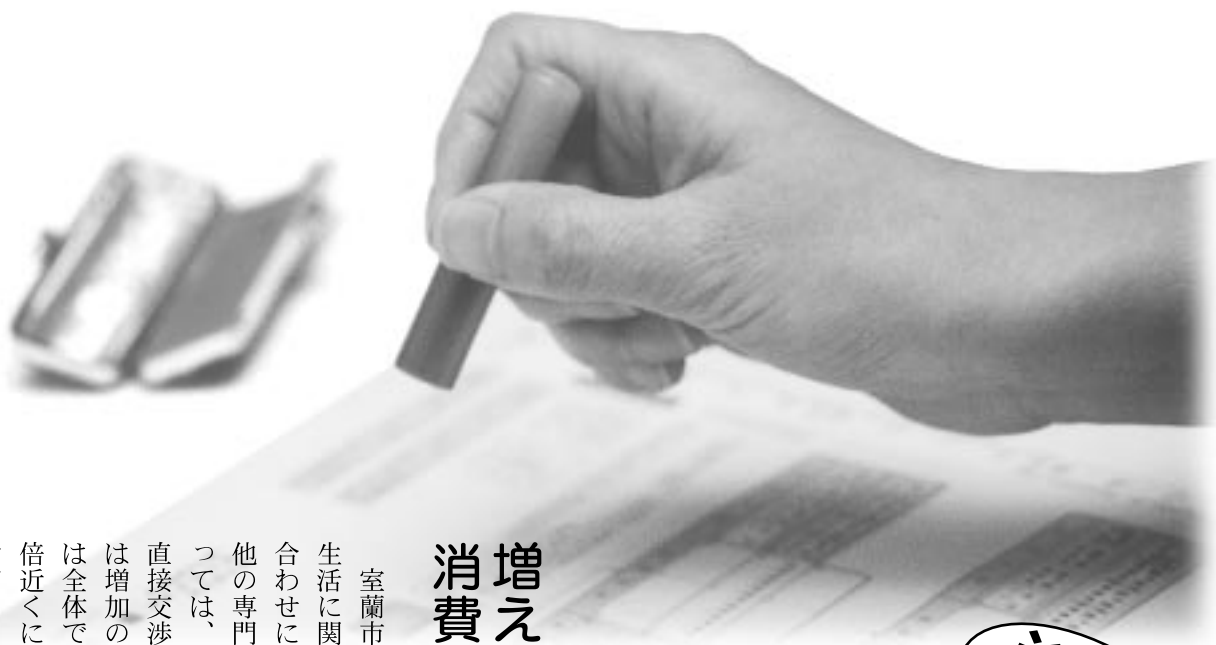 増え
消費
室蘭市
生活に関
合わせに
他の専門
っては、
直接交渉
は増加の
は全体で
倍近くに